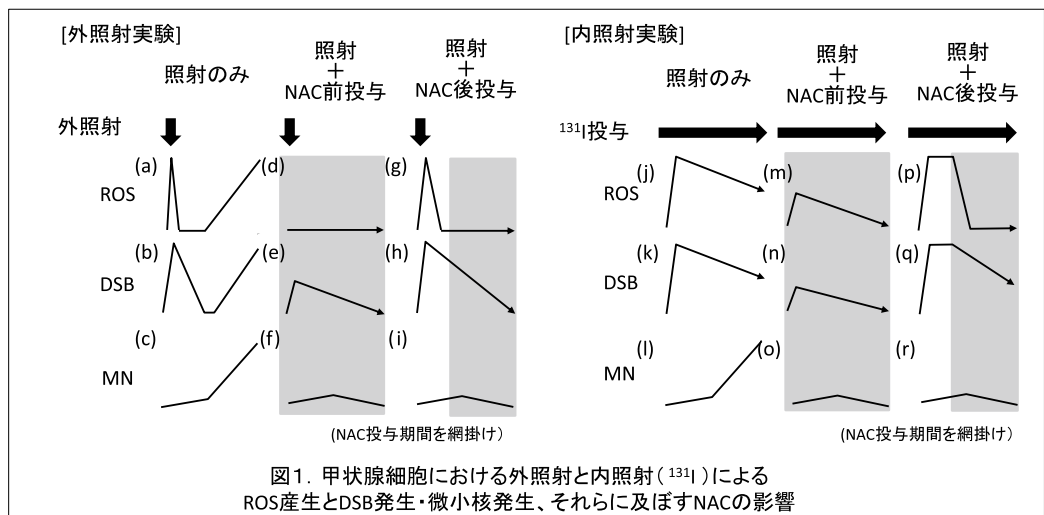 [外照射実験]
[内照射実験]
照射のみ
照射
＋
NAC前投与
照射
＋
NAC後投与
照射のみ
照射
＋
NAC前投与
照射
＋
NAC後投与
外照射
131I投与
(a)
(d)
(g)
(j)
(m)
(p)
ROS
ROS
(b)
(e)
(h)
(k)
(n)
(q)
DSB
DSB
(c)
(f)
(i)
(l)
(o)
(r)
MN
MN
(NAC投与期間を網掛け)
(NAC投与期間を網掛け)
図1. 甲状腺細胞における外照射と内照射(131I)による
ROS産生とDSB発生・微小核発生、それらに及ぼすNACの影響